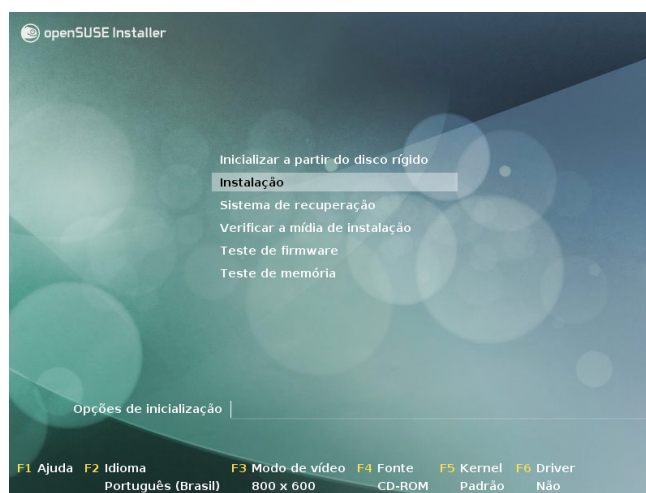 openSUSE Installer
Inicializar a partir do disco rígido
Instalação
Sistema de recuperação
Verificar a mídia de instalação
Teste de firmware
Teste de memória
Opções de inicialização
F1 Ajuda F2 Idioma F3 Modo de vídeo F4 Fonte F5 Kernel F6 Driver
Português (Brasil) 800 x 600 CD-ROM Padrão Não